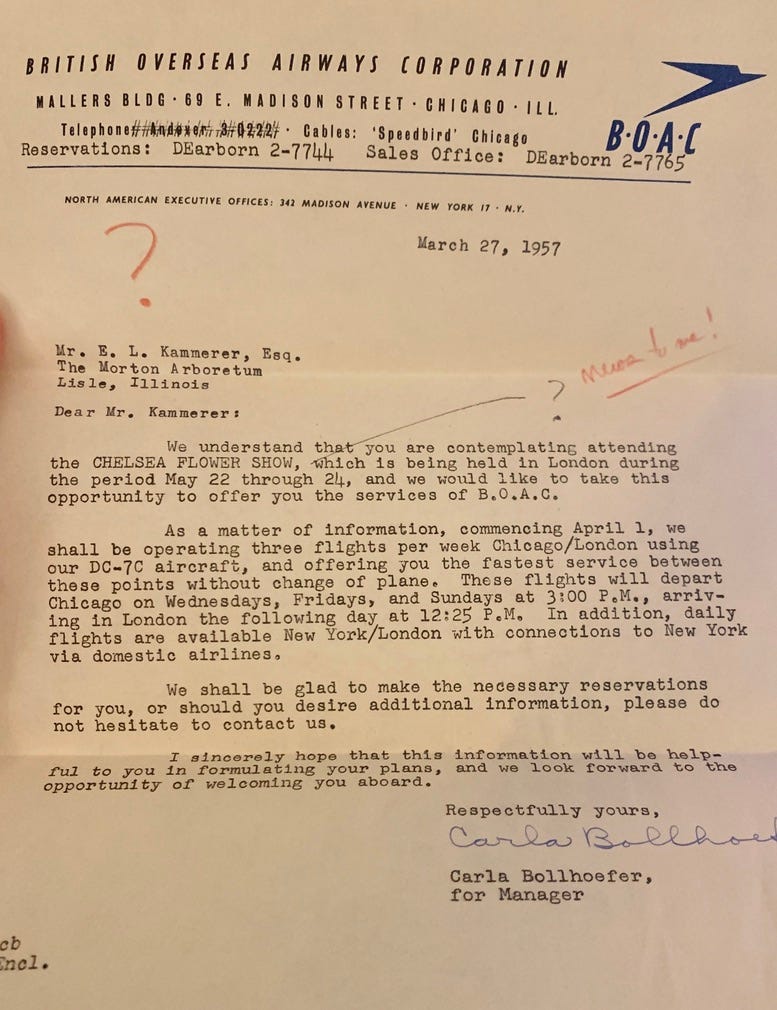 BRITISH OVERSEAS AIRWAYS CORPORATION
MALLERS BLDG · 69 E. MADISON STREET · CHICAGO · ILL.
Telephone Andover 3-0222 · Cables: 'Speedbird' Chicago
B·O·A·C
Reservations: DEarborn 2-7744 Sales Office: DEarborn 2-7765
NORTH AMERICAN EXECUTIVE OFFICES: 342 MADISON AVENUE · NEW YORK 17 · N.Y.
?
March 27, 1957
news to me!
Mr. E. L. Kammerer, Esq.
The Morton Arboretum
Lisle, Illinois
?
Dear Mr. Kammerer:
We understand that you are contemplating attending
the CHELSEA FLOWER SHOW, which is being held in London during
the period May 22 through 24, and we would like to take this
opportunity to offer you the services of B.O.A.C.
As a matter of information, commencing April 1, we
shall be operating three flights per week Chicago/London using
our DC-7C aircraft, and offering you the fastest service between
these points without change of plane. These flights will depart
Chicago on Wednesdays, Fridays, and Sundays at 3:00 P.M., arriv-
ing in London the following day at 12:25 P.M. In addition, daily
flights are available New York/London with connections to New York
via domestic airlines.
We shall be glad to make the necessary reservations
for you, or should you desire additional information, please do
not hesitate to contact us.
I sincerely hope that this information will be help-
ful to you in formulating your plans, and we look forward to the
opportunity of welcoming you aboard.
Respectfully yours,
Carla Bollhoef
Carla Bollhoefer,
for Manager
cb
Encl.